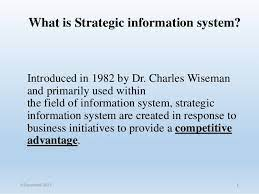 What is Strategic information system?
Introduced in 1982 by Dr. Charles Wiseman
and primarily used within
the field of information system, strategic
information system are created in response to
business initiatives to provide a competitive
advantage.
1